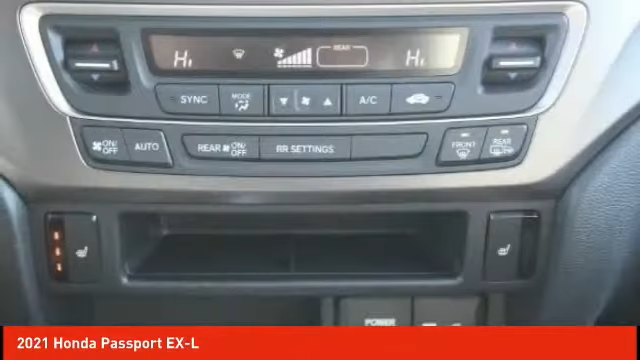 Hi REAR Hi
SYNC MODE A/C
ON/OFF AUTO REAR ON/OFF RR SETTINGS FRONT REAR
POWER
2021 Honda Passport EX-L